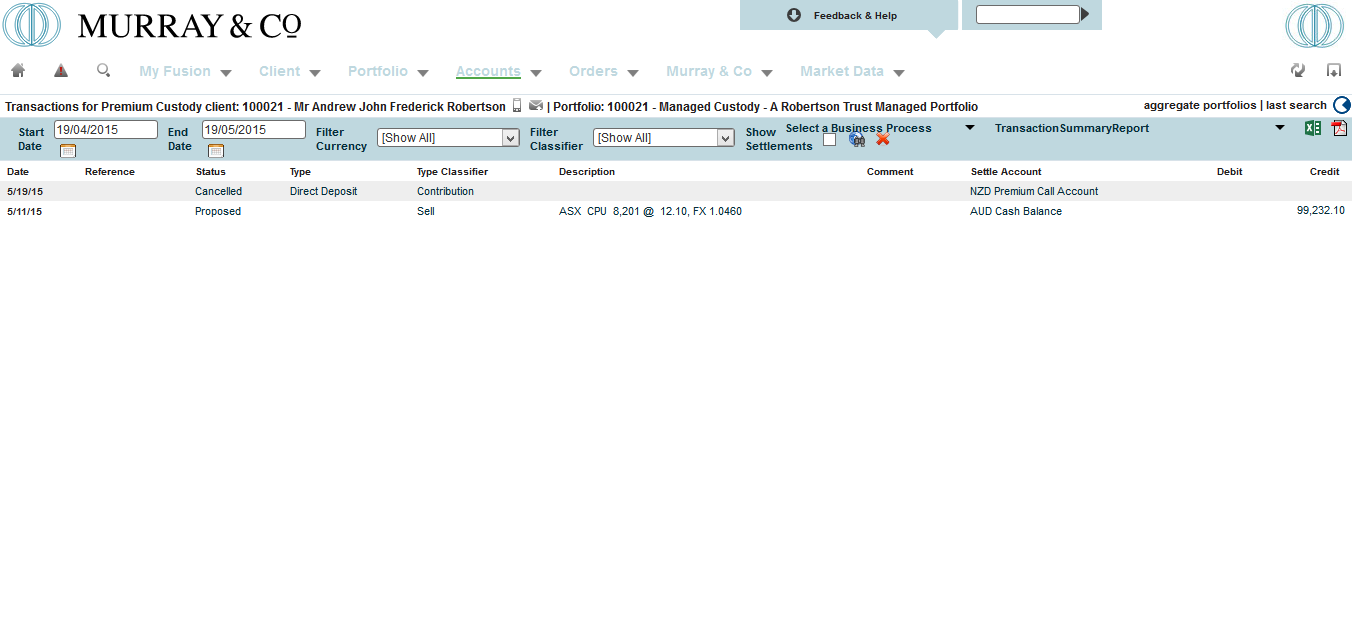 MURRAY & CO
Feedback & Help
My Fusion Client Portfolio Accounts Orders Murray & Co Market Data
Transactions for Premium Custody client: 100021 - Mr Andrew John Frederick Robertson | Portfolio: 100021 - Managed Custody - A Robertson Trust Managed Portfolio
aggregate portfolios | last search
Start Date 19/04/2015 End Date 19/05/2015 Filter Currency [Show All] Filter Classifier [Show All] Show Settlements Select a Business Process TransactionSummaryReport
Date Reference Status Type Type Classifier Description Comment Settle Account Debit Credit
5/19/15 Cancelled Direct Deposit Contribution NZD Premium Call Account
5/11/15 Proposed Sell ASX CPU 8,201 @ 12.10, FX 1.0460 AUD Cash Balance 99,232.10